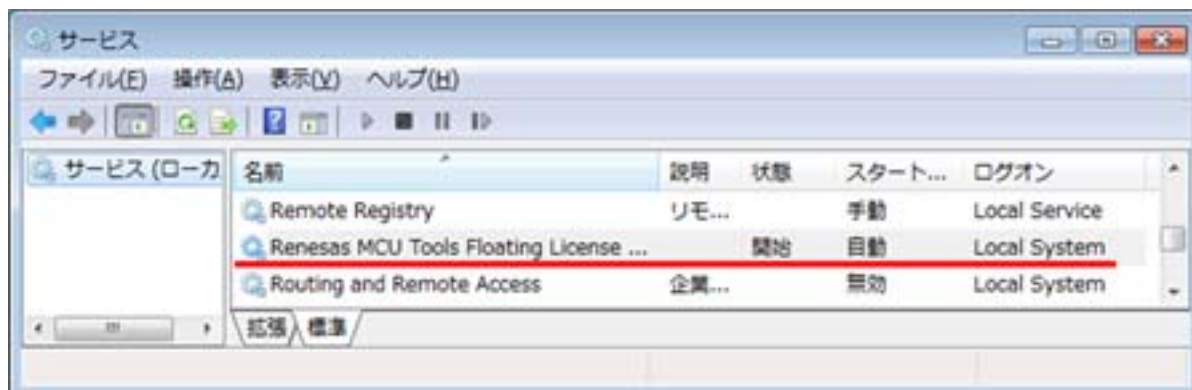 サービス
ファイル(F) 操作(A) 表示(V) ヘルプ(H)
サービス (ローカ 名前 説明 状態 スタート... ログオン
Remote Registry リモ... 手動 Local Service
Renesas MCU Tools Floating License ... 開始 自動 Local System
Routing and Remote Access 企業... 無効 Local System
拡張 標準